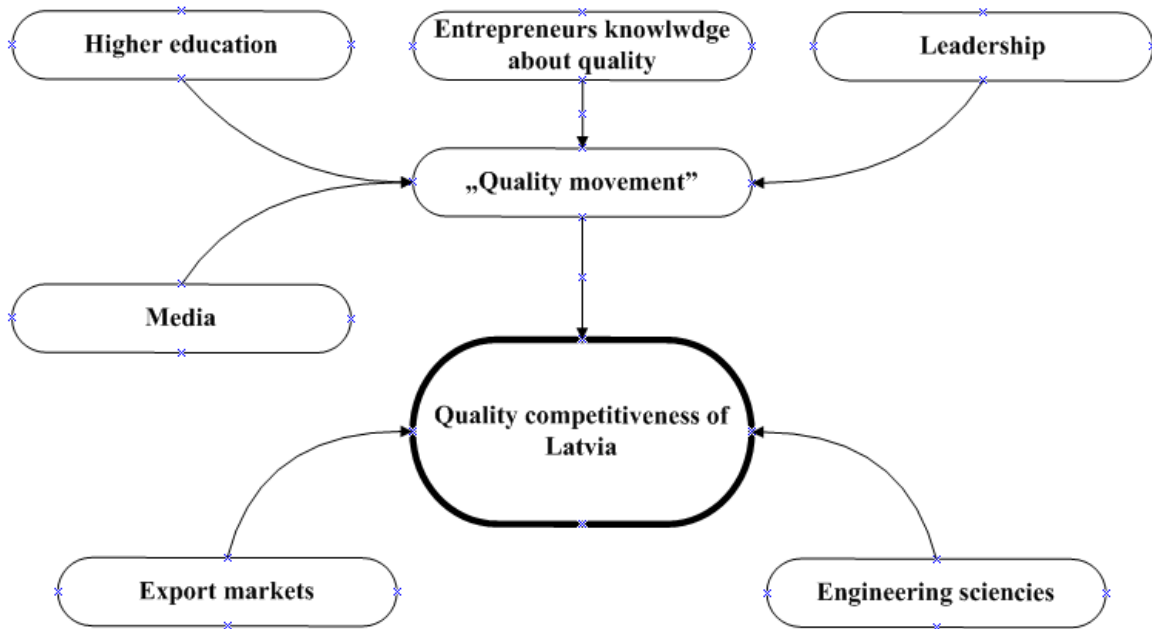 Higher education
Entrepreneurs knowlwdge
about quality
Leadership
„Quality movement”
Media
Quality competitiveness of
Latvia
Export markets
Engineering sciencies